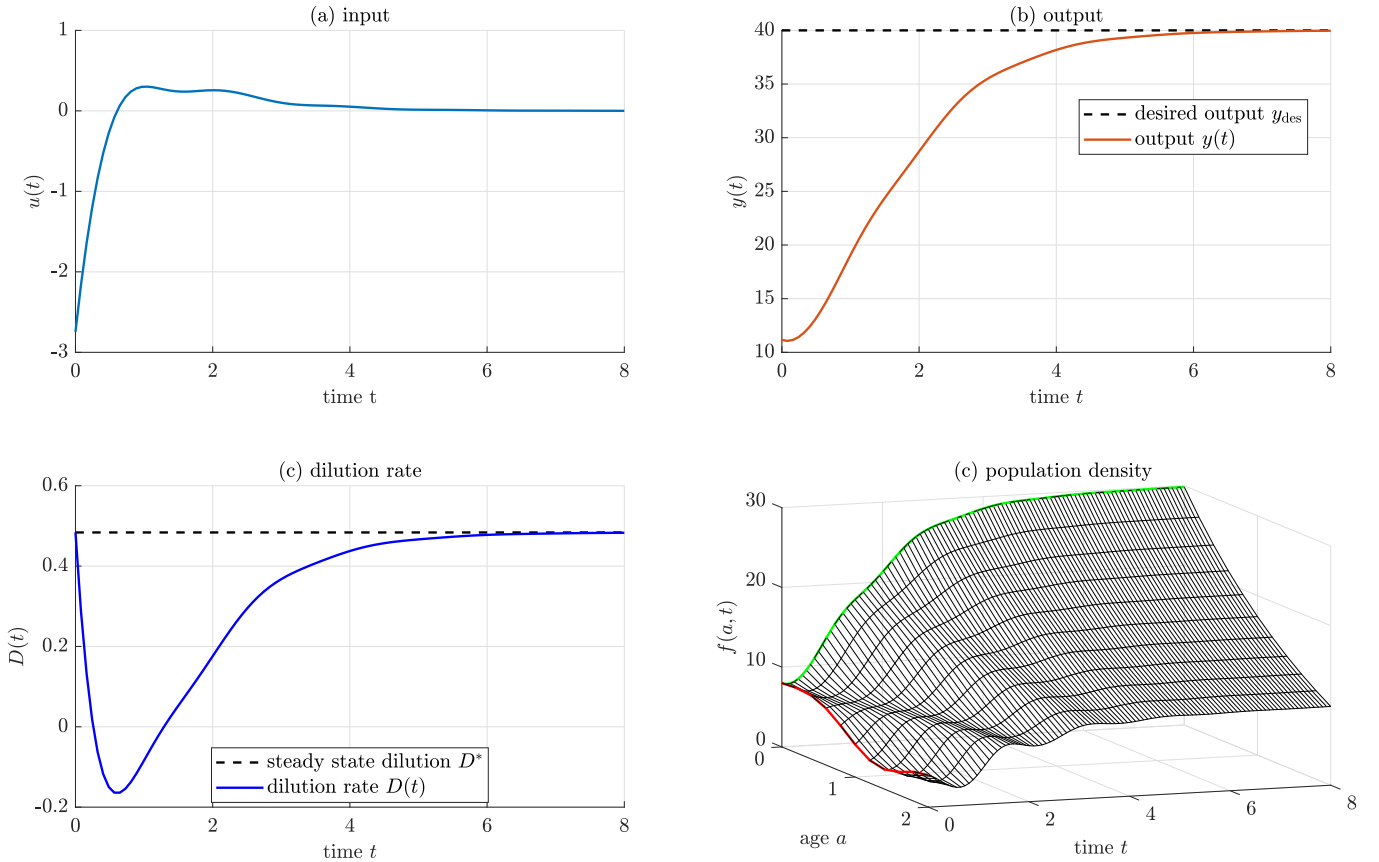 (a) input
1
0
-1
-2
-3
u(t)
0 2 4 6 8
time t
(b) output
40
35
30
25
20
15
10
y(t)
desired output y_des
output y(t)
0 2 4 6 8
time t
(c) dilution rate
0.6
0.4
0.2
0
-0.2
D(t)
steady state dilution D*
dilution rate D(t)
0 2 4 6 8
time t
(c) population density
30
20
10
0
f(a, t)
0
1
2
age a
0 2 4 6 8
time t